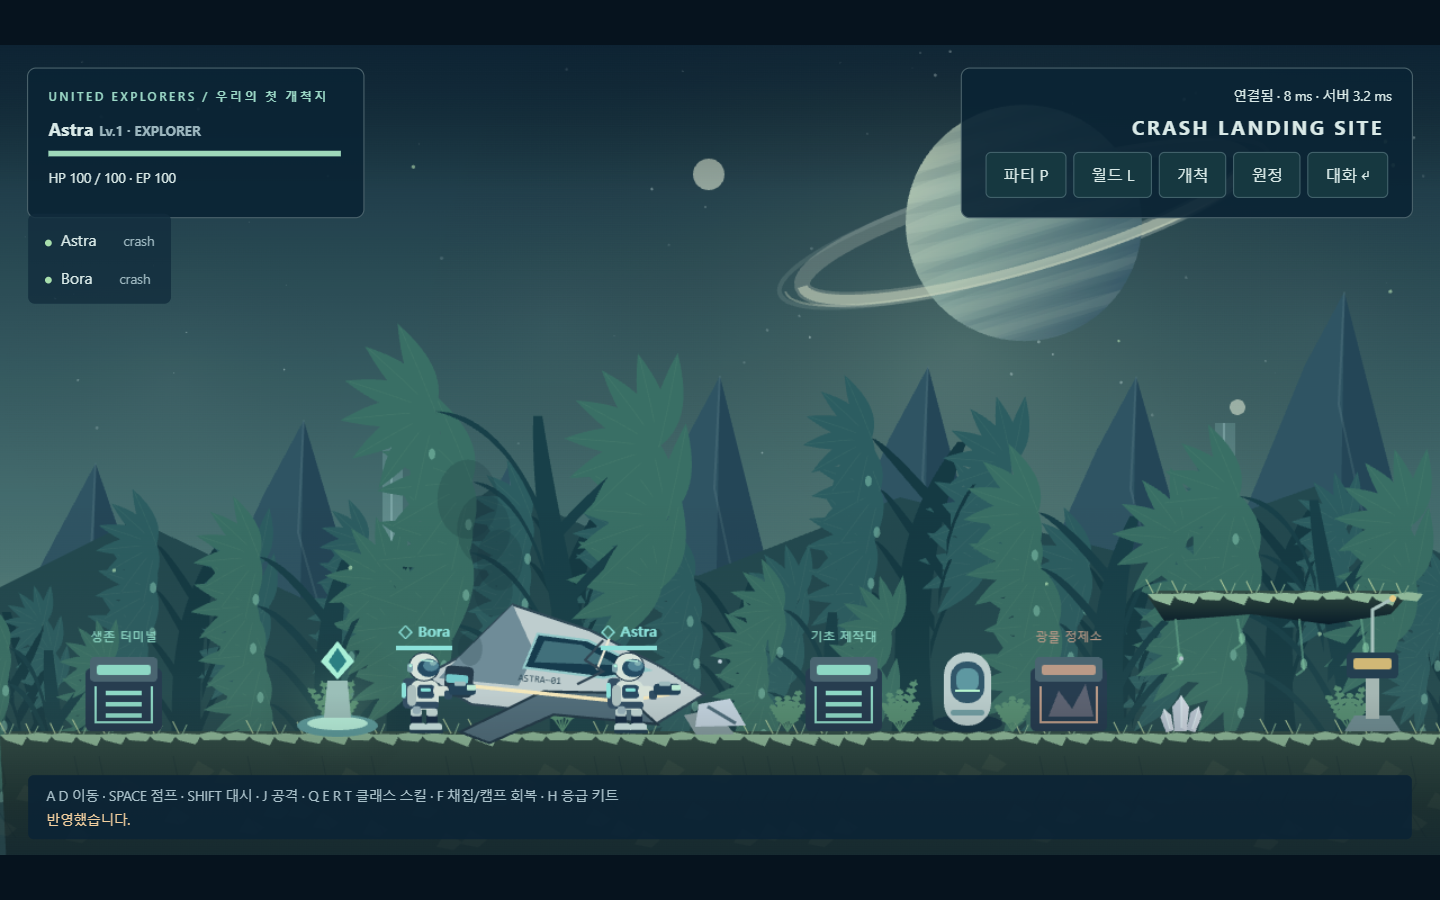 UNITED EXPLORERS / 우리의 첫 개척지
Astra Lv.1 · EXPLORER
HP 100 / 100 · EP 100
Astra crash
Bora crash
연결됨 · 8 ms · 서버 3.2 ms
CRASH LANDING SITE
파티 P 월드 L 개척 원정 대화 ↲
생존 터미널
Bora
Astra
ASTRA-01
기초 제작대
광물 정제소
A D 이동 · SPACE 점프 · SHIFT 대시 · J 공격 · Q E R T 클래스 스킬 · F 채집/캠프 회복 · H 응급 키트
반영했습니다.